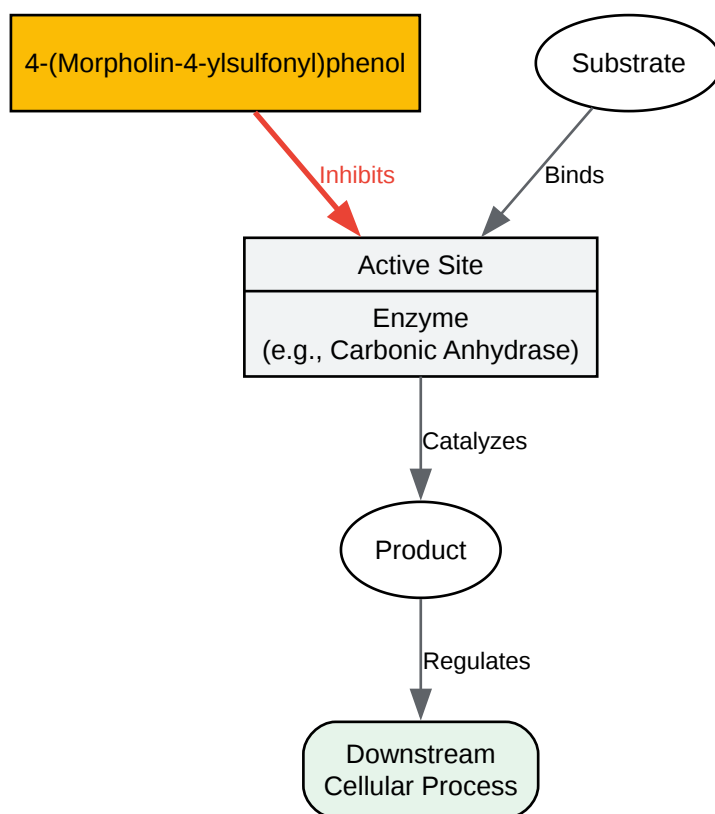 4-(Morpholin-4-ylsulfonyl)phenol
Substrate
Inhibits
Binds
Active Site
Enzyme
(e.g., Carbonic Anhydrase)
Catalyzes
Product
Regulates
Downstream
Cellular Process